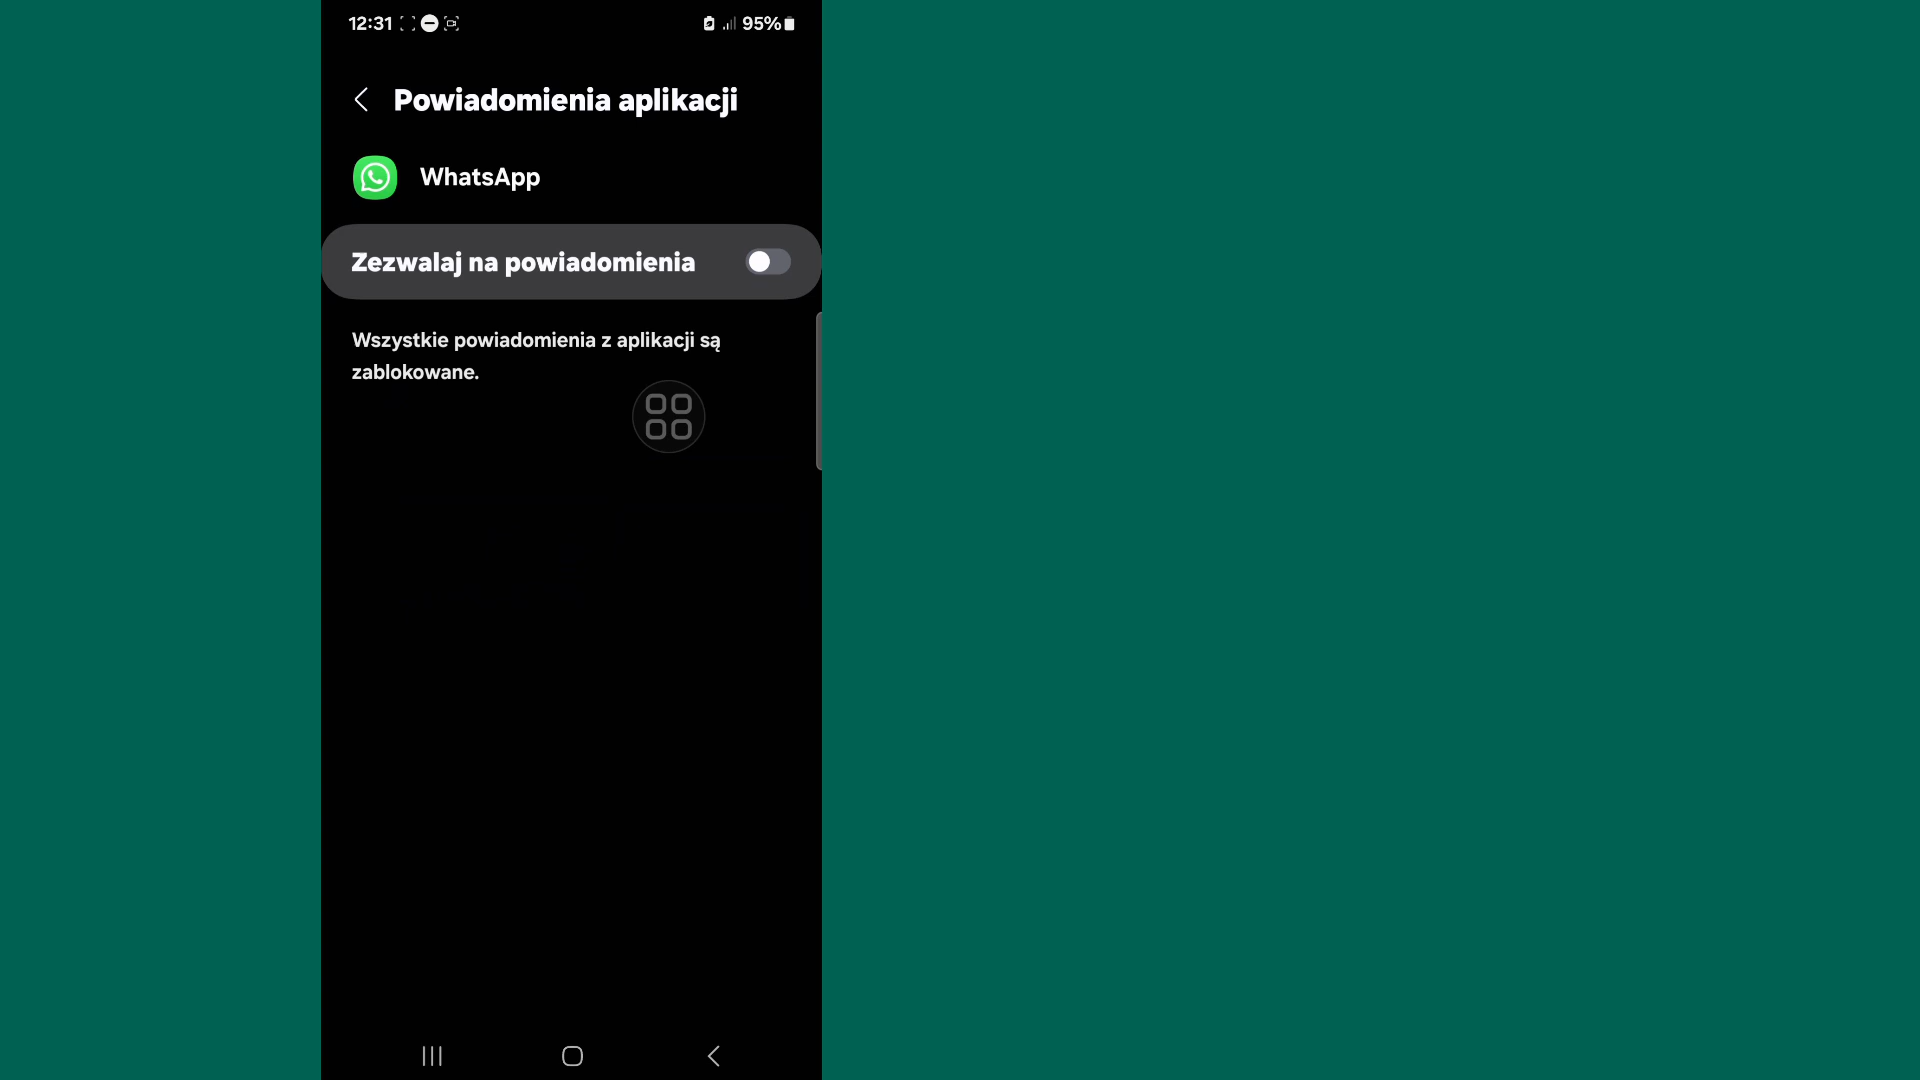 12:31
95%
Powiadomienia aplikacji
WhatsApp
Zezwalaj na powiadomienia
Wszystkie powiadomienia z aplikacji są
zablokowane.